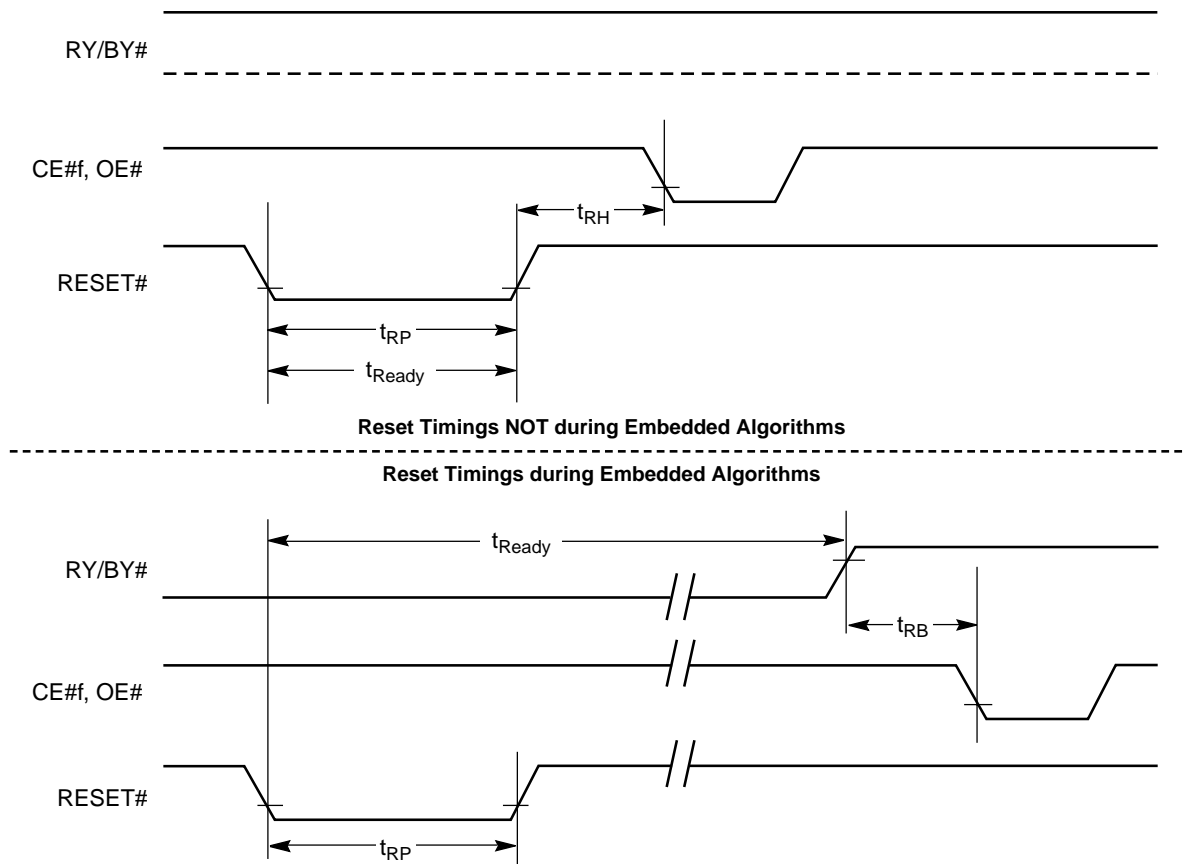 RY/BY#
CE#f, OE#
tRH
RESET#
tRP
tReady
Reset Timings NOT during Embedded Algorithms
Reset Timings during Embedded Algorithms
tReady
RY/BY#
tRB
CE#f, OE#
RESET#
tRP